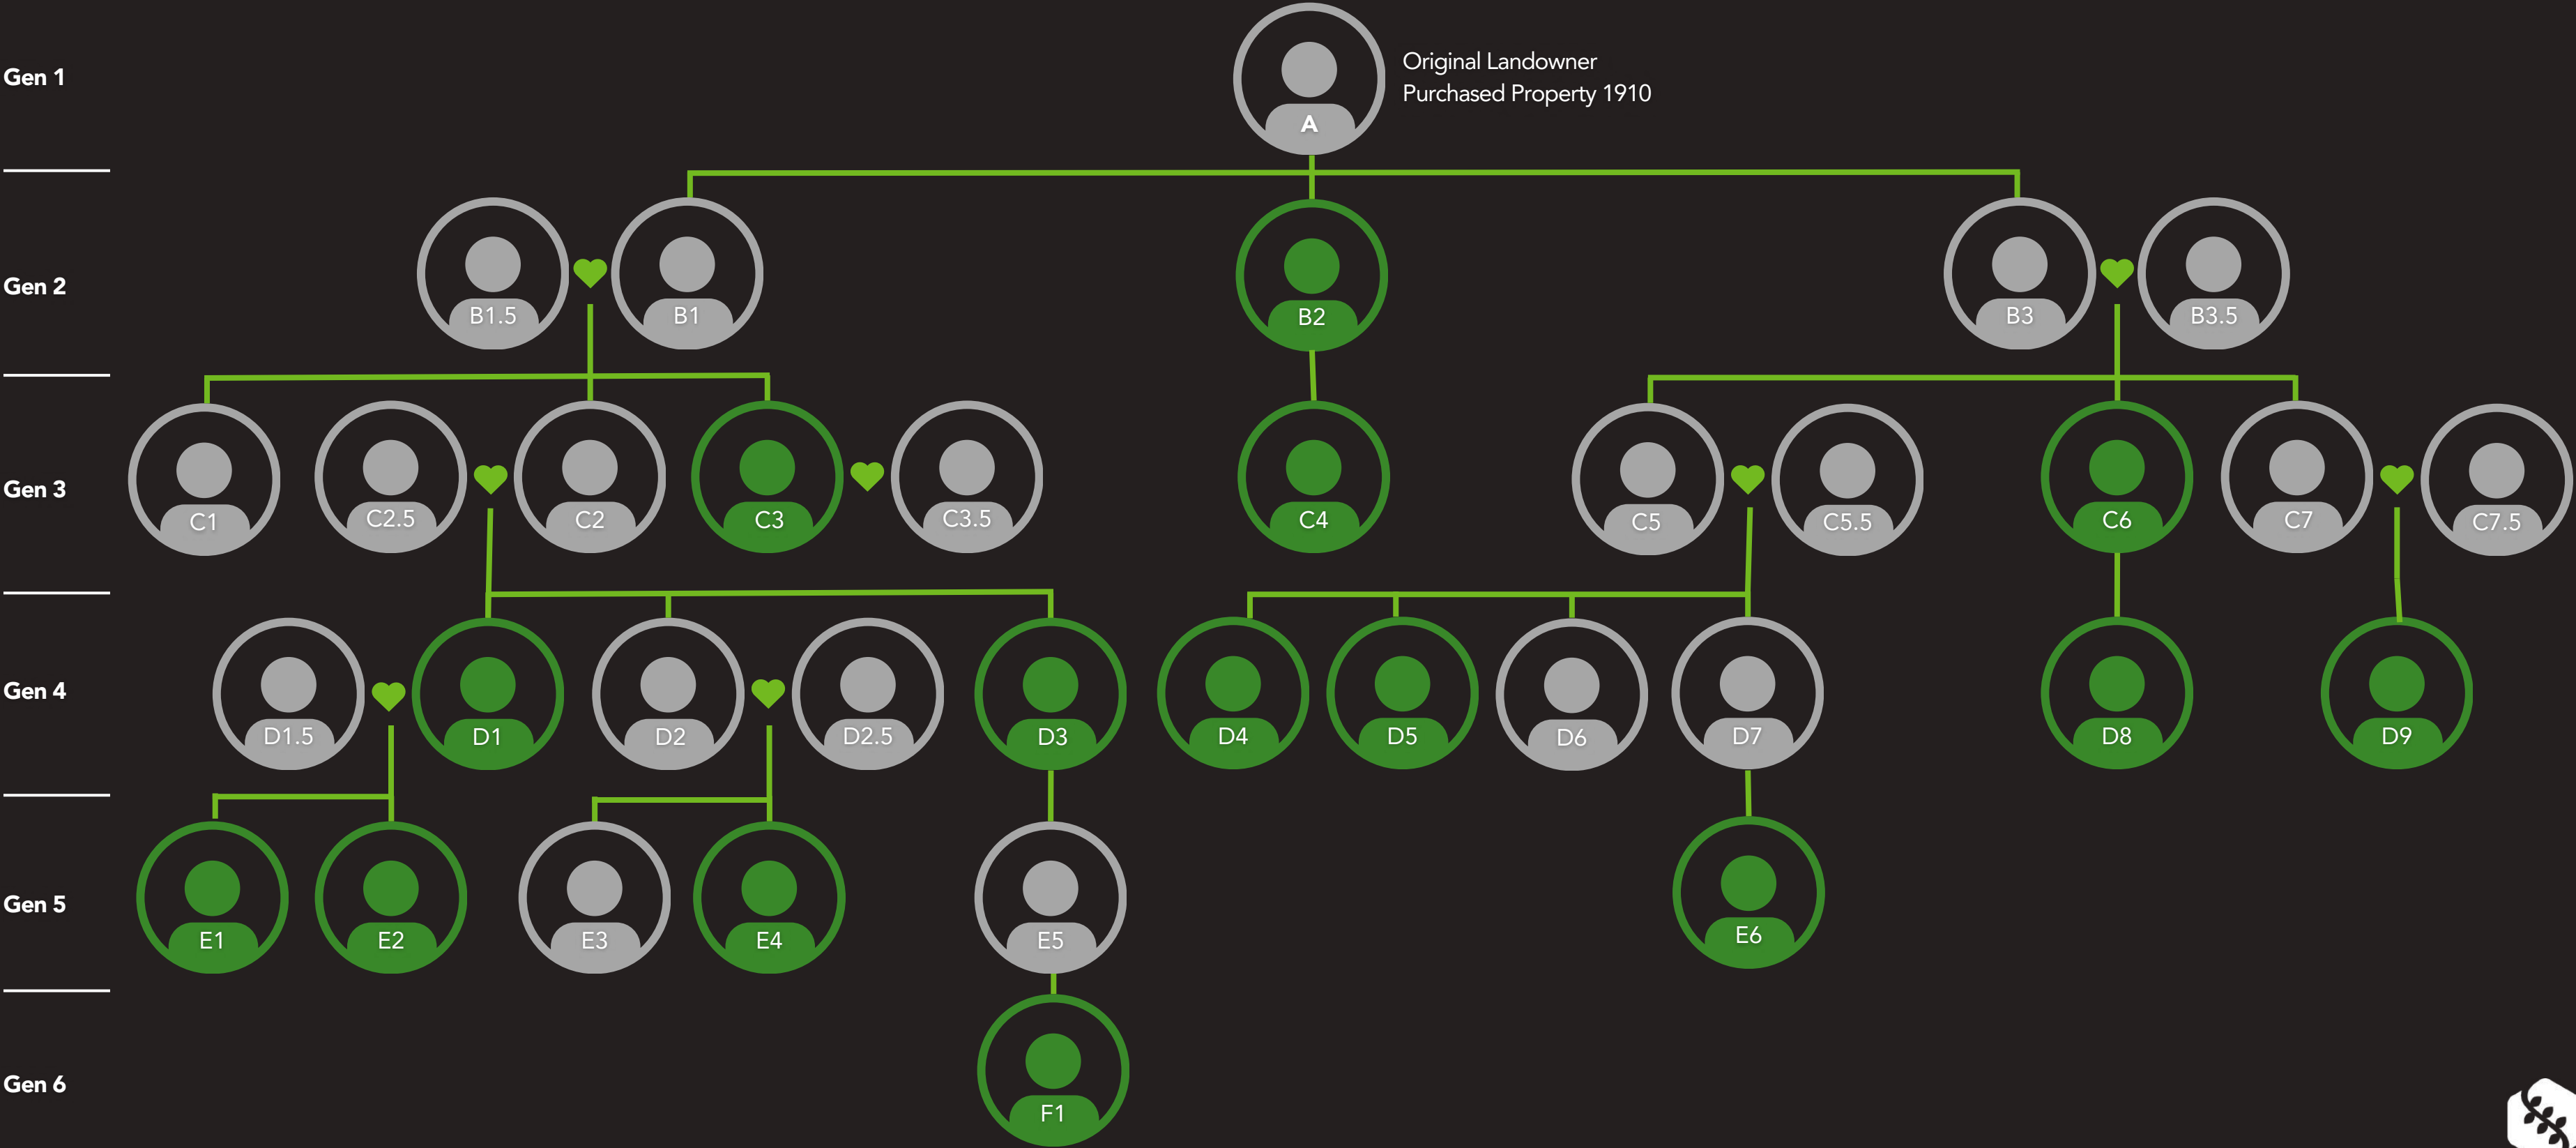 Gen 1
A
Original Landowner
Purchased Property 1910
Gen 2
B1.5
B1
B2
B3
B3.5
Gen 3
C1
C2.5
C2
C3
C3.5
C4
C5
C5.5
C6
C7
C7.5
Gen 4
D1.5
D1
D2
D2.5
D3
D4
D5
D6
D7
D8
D9
Gen 5
E1
E2
E3
E4
E5
E6
Gen 6
F1